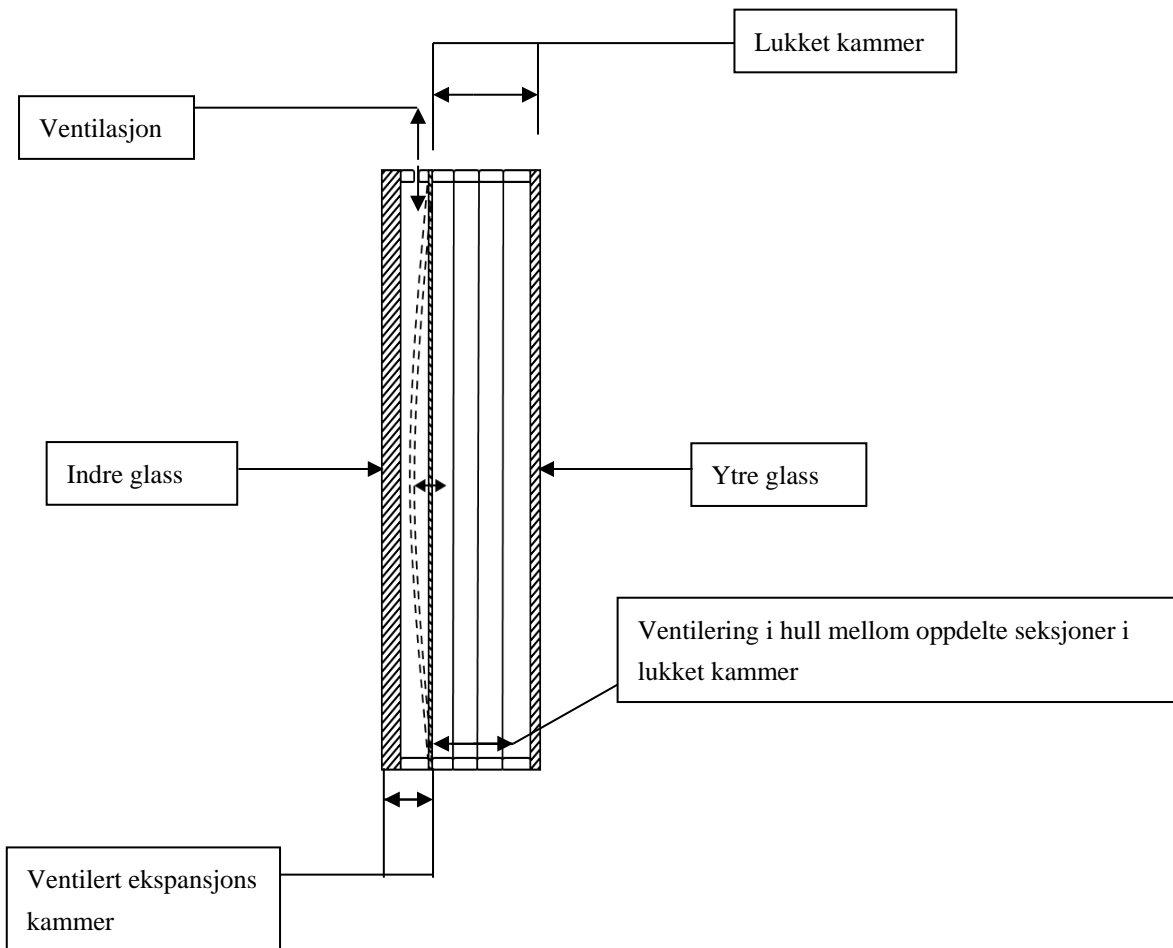 Lukket kammer
Ventilasjon
Indre glass
Ytre glass
Ventilering i hull mellom oppdelte seksjoner i
lukket kammer
Ventilert ekspansjons
kammer